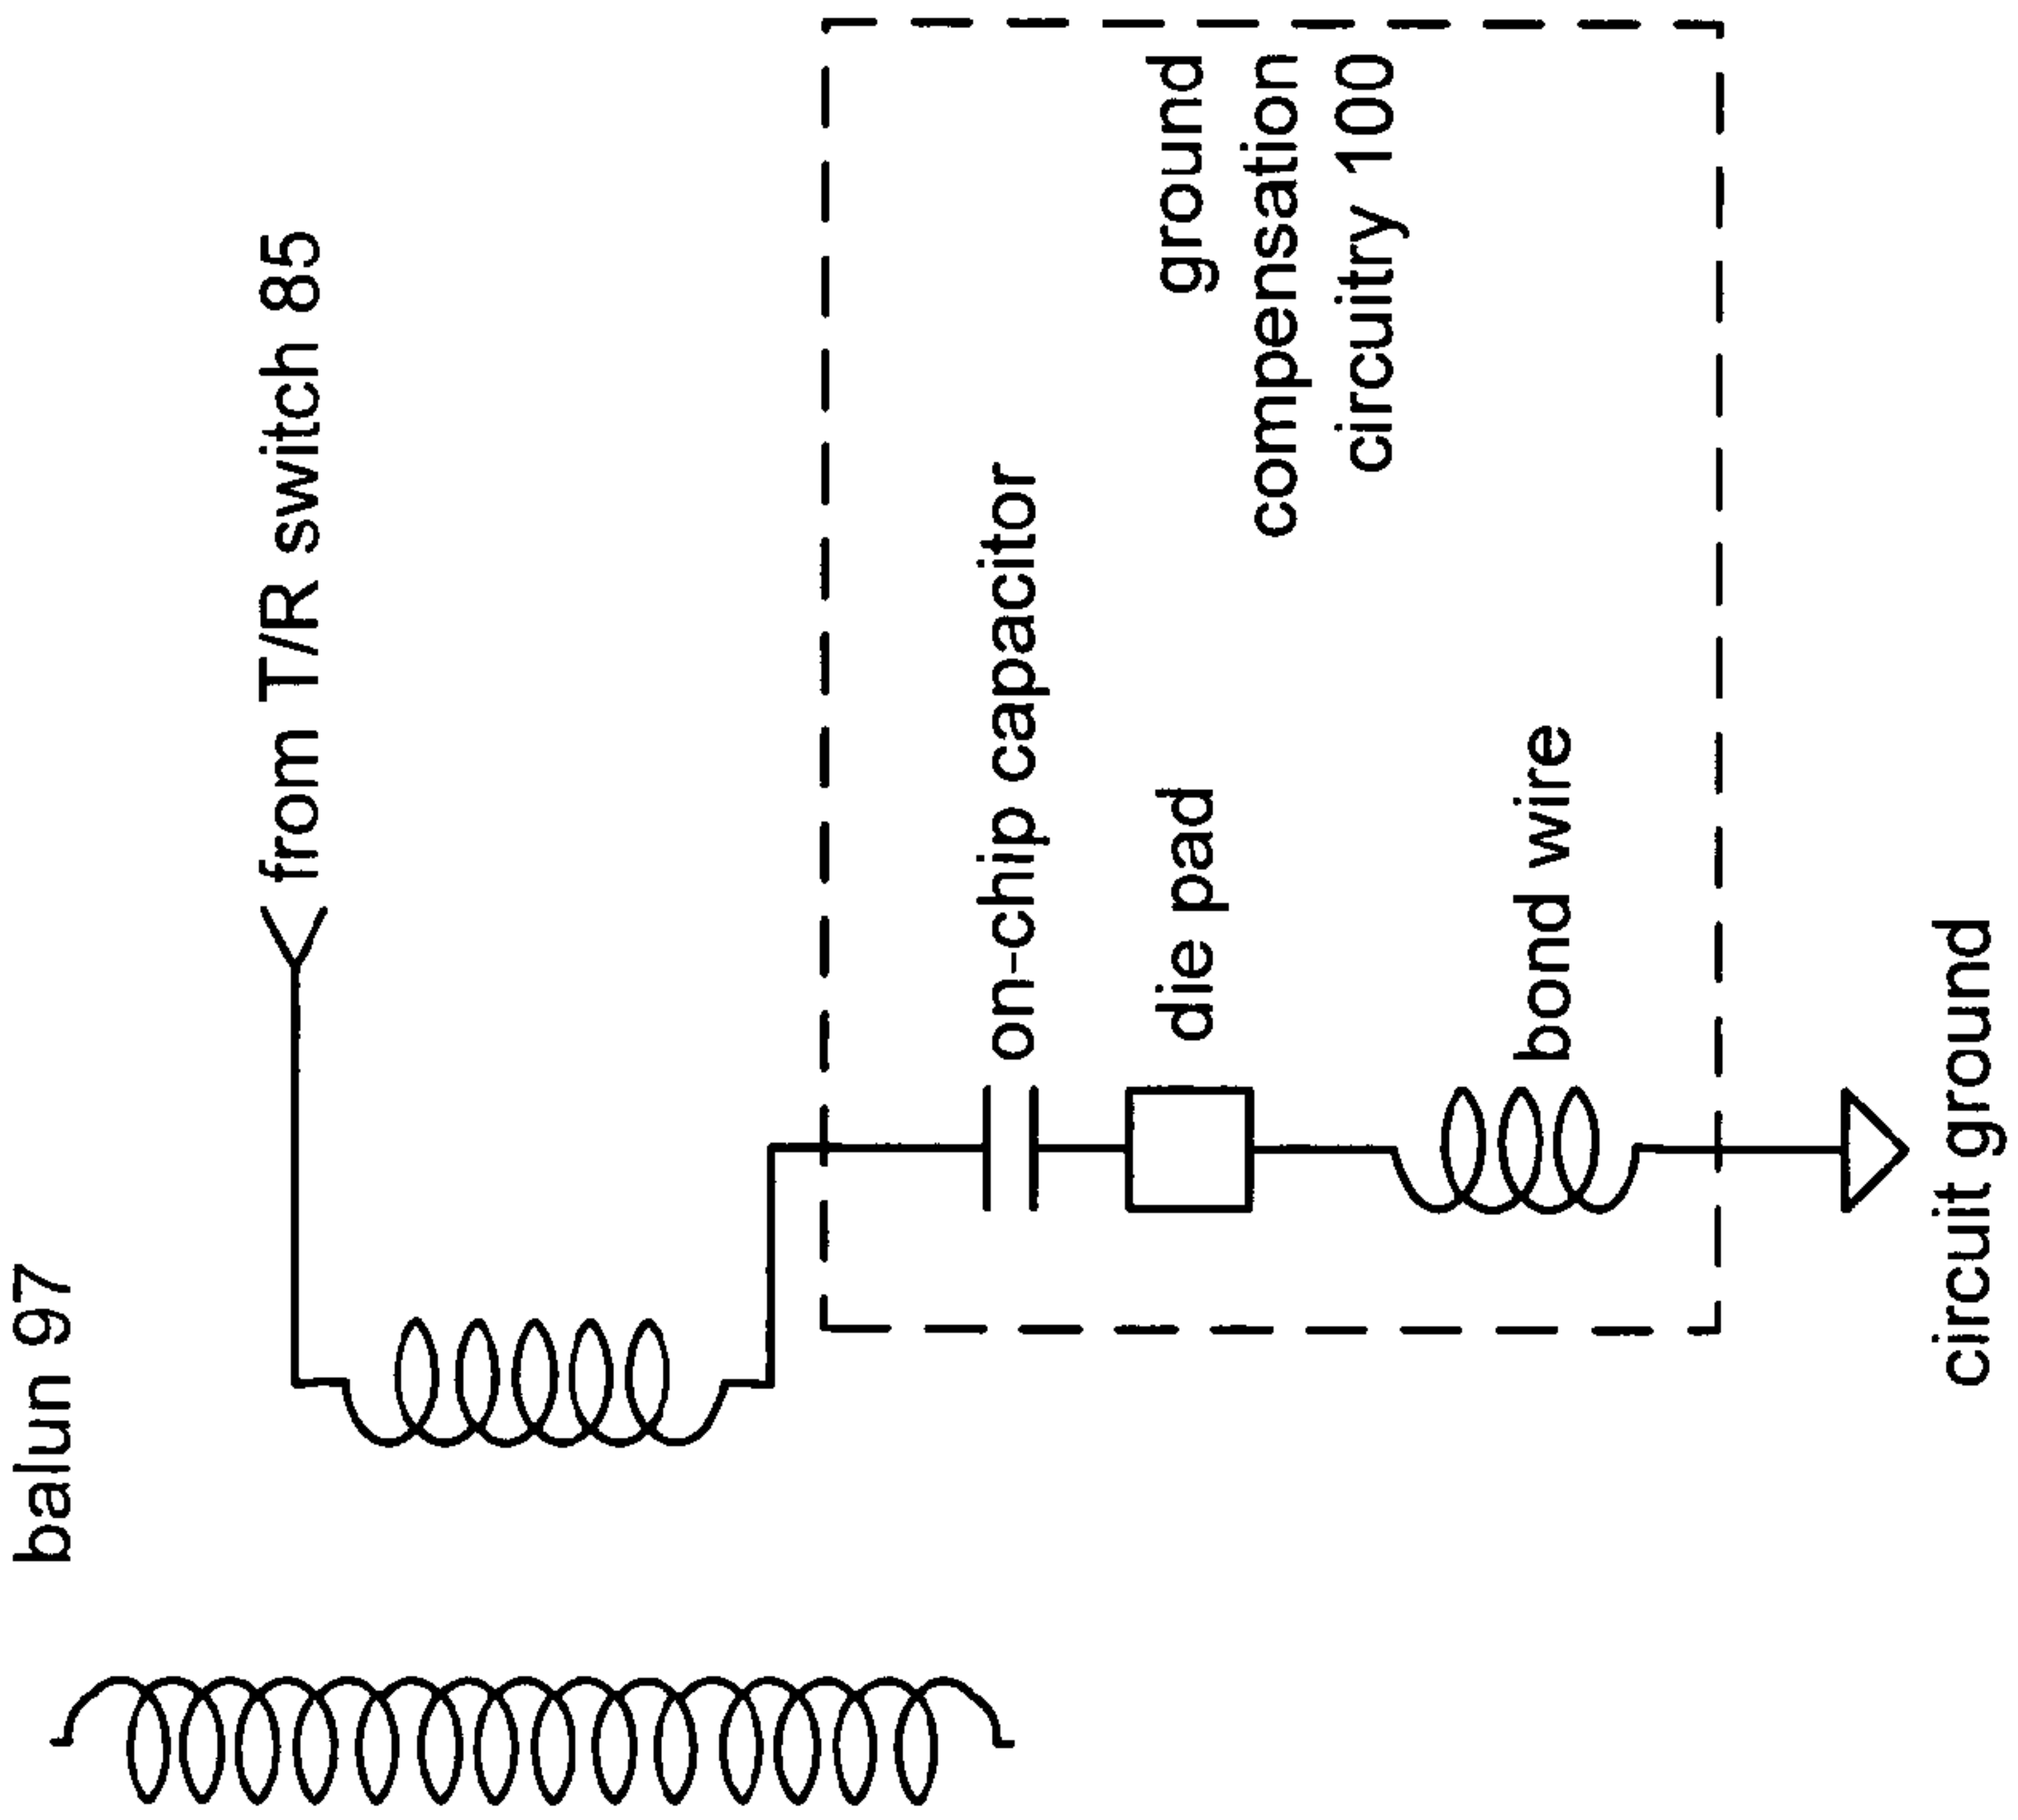 balun 97
from T/R switch 85
on-chip capacitor
die pad
ground
compensation
circuitry 100
bond wire
circuit ground